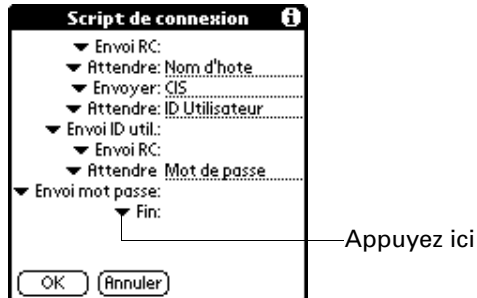 Script de connexion i
Envoi RC:
Attendre: Nom d'hote
Envoyer: CIS
Attendre: ID Utilisateur
Envoi ID util.:
Envoi RC:
Attendre Mot de passe
Envoi mot passe:
Fin:
Appuyez ici
OK Annuler